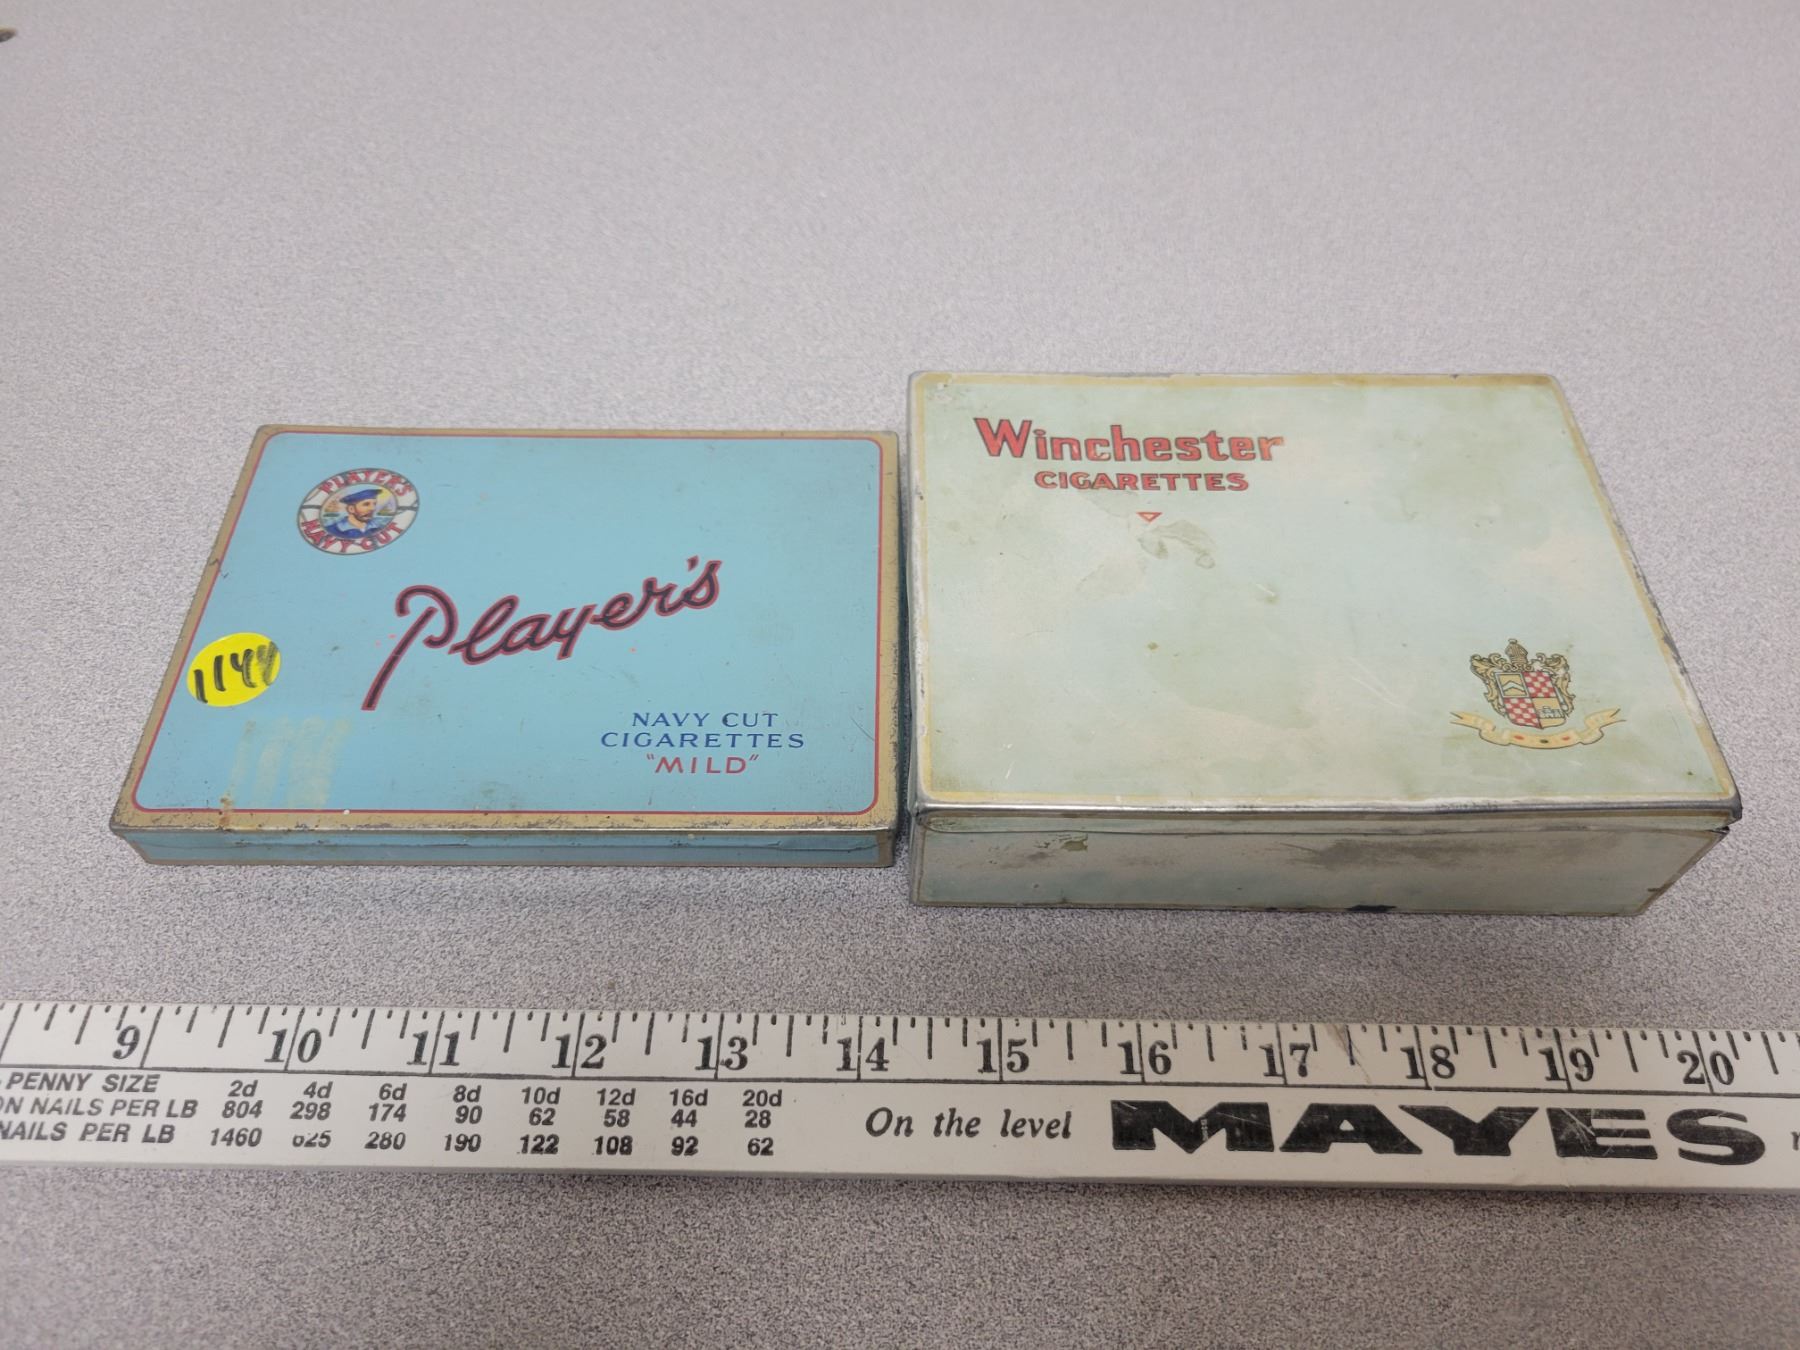 PLAYER'S
NAVY CUT
Player's
NAVY CUT
CIGARETTES
"MILD"
Winchester
CIGARETTES
9 10 11 12 13 14 15 16 17 18 19 20
PENNY SIZE 2d 4d 6d 8d 10d 12d 16d 20d
ON NAILS PER LB 804 298 174 90 62 58 44 28
NAILS PER LB 1460 625 280 190 122 108 92 62
On the level MAYES